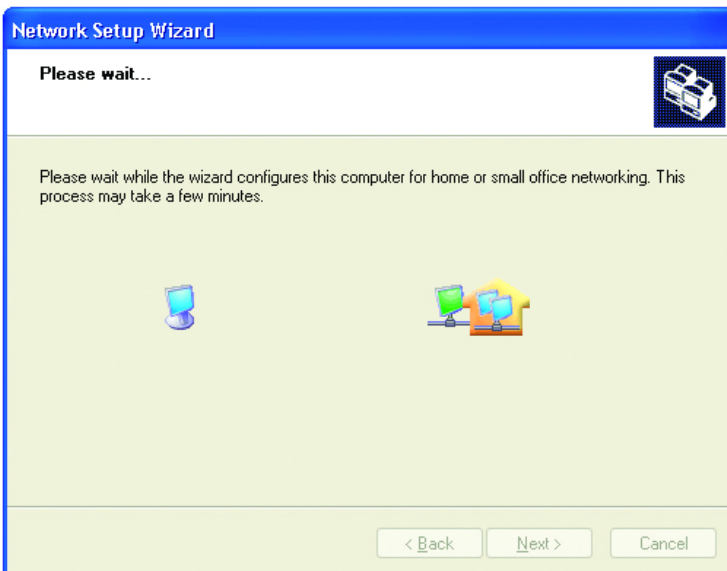 Network Setup Wizard
Please wait...
Please wait while the wizard configures this computer for home or small office networking. This
process may take a few minutes.
< Back Next > Cancel